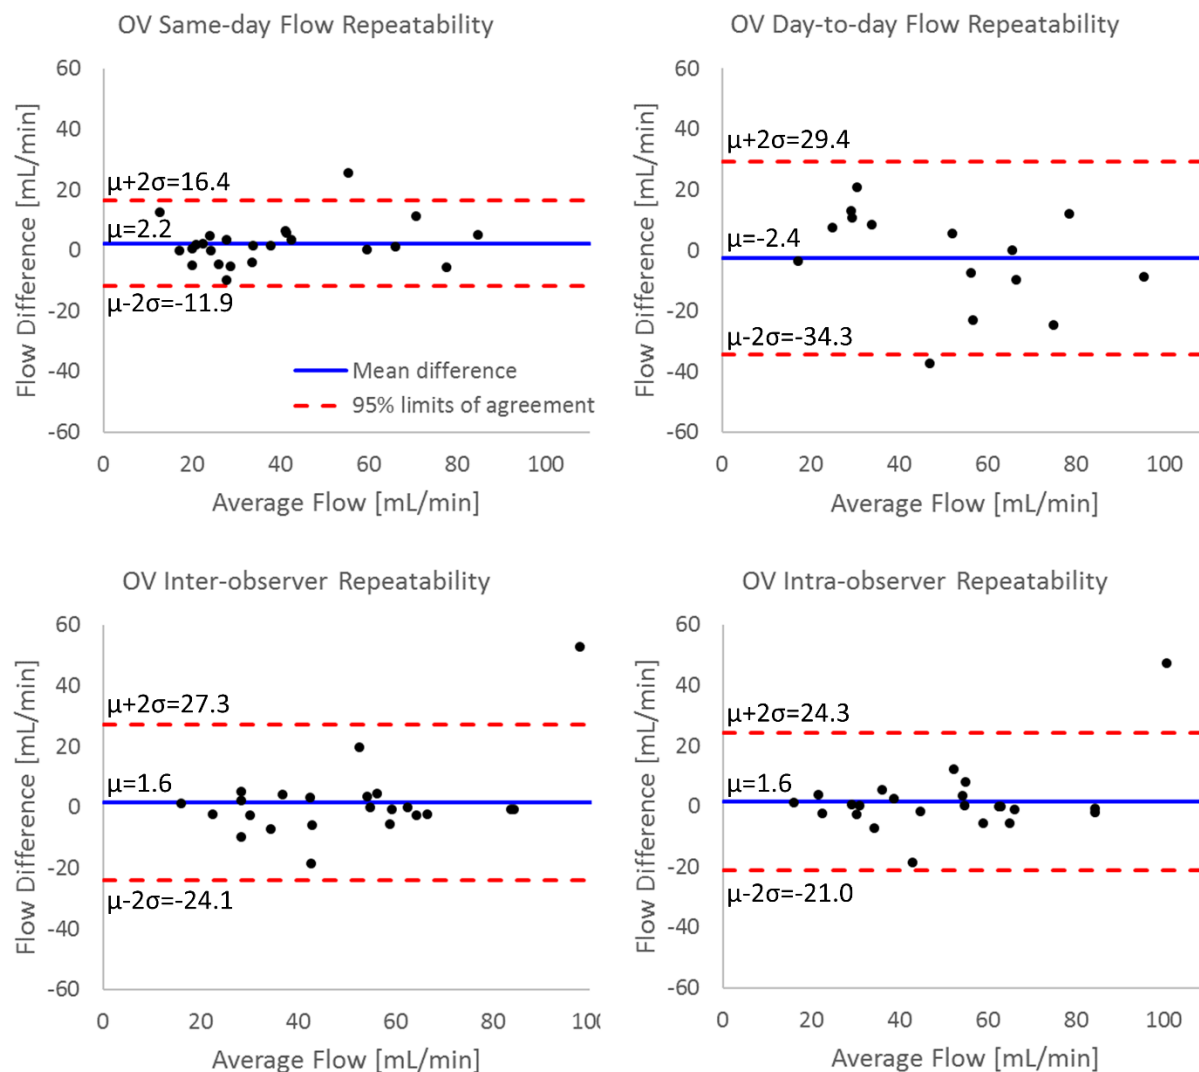 OV Same-day Flow Repeatability
Flow Difference [mL/min]
60
40
20
0
-20
-40
-60
μ+2σ=16.4
μ=2.2
μ-2σ=-11.9
Mean difference
95% limits of agreement
0 20 40 60 80 100
Average Flow [mL/min]
OV Day-to-day Flow Repeatability
Flow Difference [mL/min]
60
40
20
0
-20
-40
-60
μ+2σ=29.4
μ=-2.4
μ-2σ=-34.3
0 20 40 60 80 100
Average Flow [mL/min]
OV Inter-observer Repeatability
Flow Difference [mL/min]
60
40
20
0
-20
-40
-60
μ+2σ=27.3
μ=1.6
μ-2σ=-24.1
0 20 40 60 80 100
Average Flow [mL/min]
OV Intra-observer Repeatability
Flow Difference [mL/min]
60
40
20
0
-20
-40
-60
μ+2σ=24.3
μ=1.6
μ-2σ=-21.0
0 20 40 60 80 100
Average Flow [mL/min]